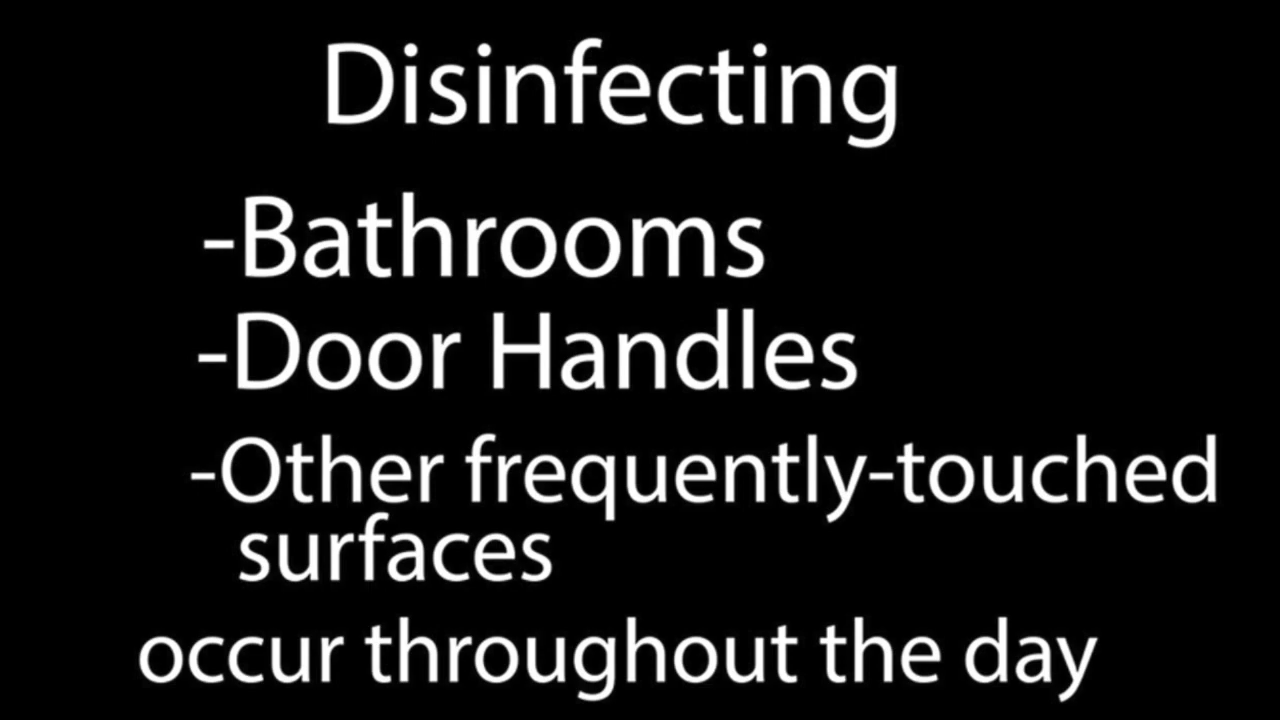 Disinfecting
-Bathrooms
-Door Handles
-Other frequently-touched
surfaces
occur throughout the day